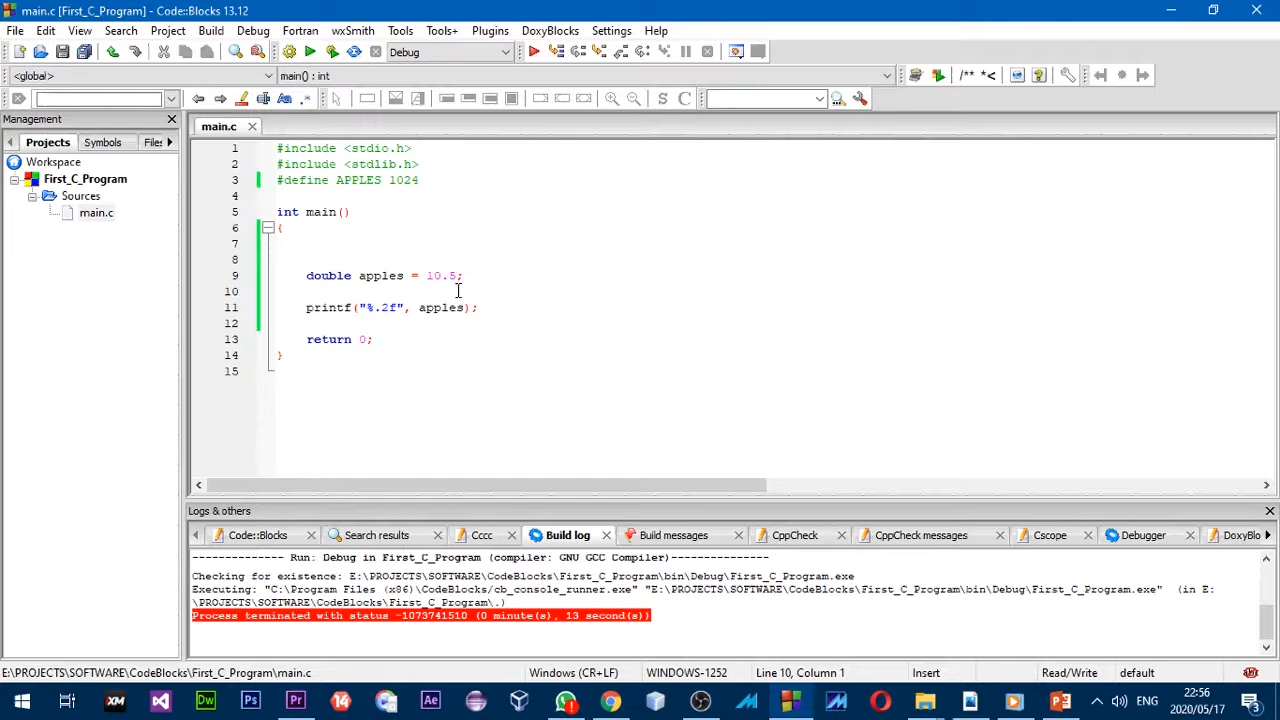 main.c [First_C_Program] - Code::Blocks 13.12
File Edit View Search Project Build Debug Fortran wxSmith Tools Tools+ Plugins DoxyBlocks Settings Help
Debug
<global>
main() : int
/** *<
S C
Management
Projects Symbols Files
Workspace
First_C_Program
Sources
main.c
main.c
1 #include <stdio.h>
2 #include <stdlib.h>
3 #define APPLES 1024
4
5 int main()
6 {
7
8
9 double apples = 10.5;
10
11 printf("%.2f", apples);
12
13 return 0;
14 }
15
Logs & others
Code::Blocks Search results Cccc Build log Build messages CppCheck CppCheck messages Cscope Debugger DoxyBlo
-------------- Run: Debug in First_C_Program (compiler: GNU GCC Compiler)---------------
Checking for existence: E:\PROJECTS\SOFTWARE\CodeBlocks\First_C_Program\bin\Debug\First_C_Program.exe
Executing: "C:\Program Files (x86)\CodeBlocks/cb_console_runner.exe" "E:\PROJECTS\SOFTWARE\CodeBlocks\First_C_Program\bin\Debug\First_C_Program.exe" (in E:
\PROJECTS\SOFTWARE\CodeBlocks\First_C_Program\.)
Process terminated with status -1073741510 (0 minute(s), 13 second(s))
E:\PROJECTS\SOFTWARE\CodeBlocks\First_C_Program\main.c Windows (CR+LF) WINDOWS-1252 Line 10, Column 1 Insert Read/Write default
XM Dw Ps Pr 14 Ae
ENG
22:56
2020/05/17
3